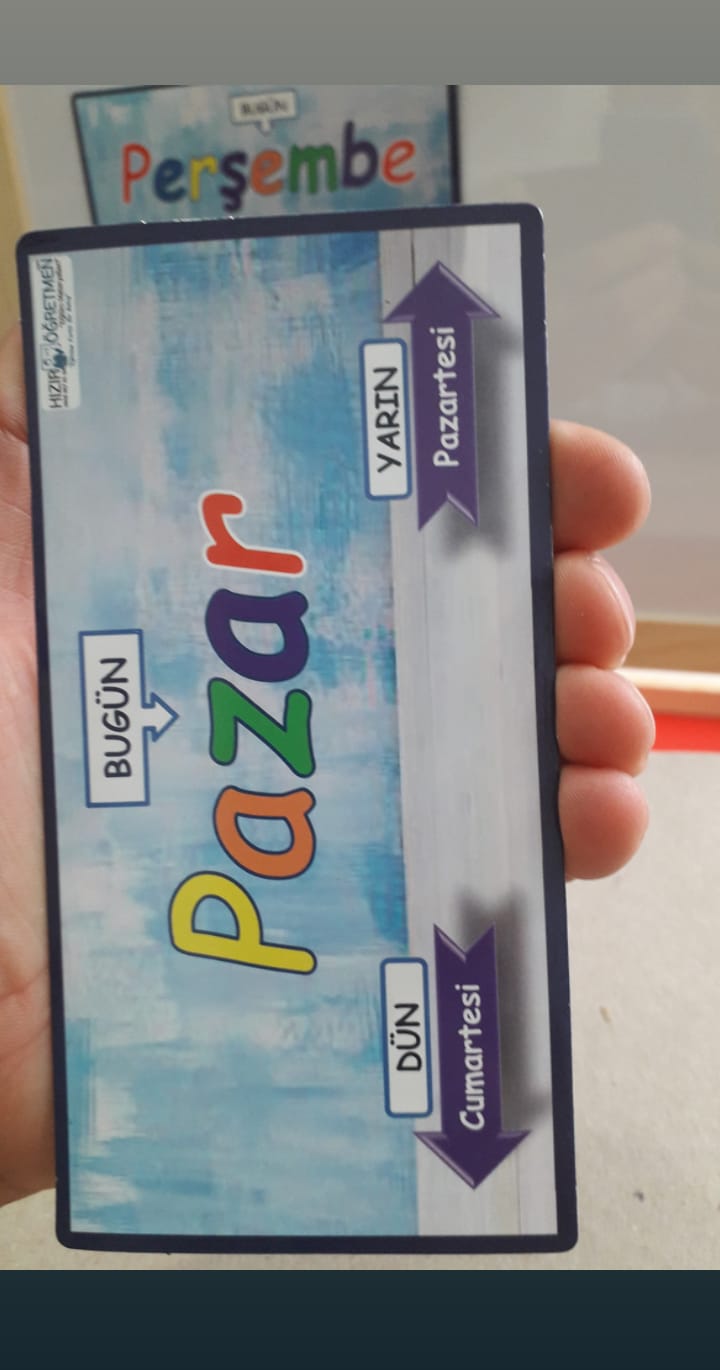 BUGÜN
Perşembe
HIZIR ÖĞRETMEN
BUGÜN
Pazar
DÜN
Cumartesi
YARIN
Pazartesi